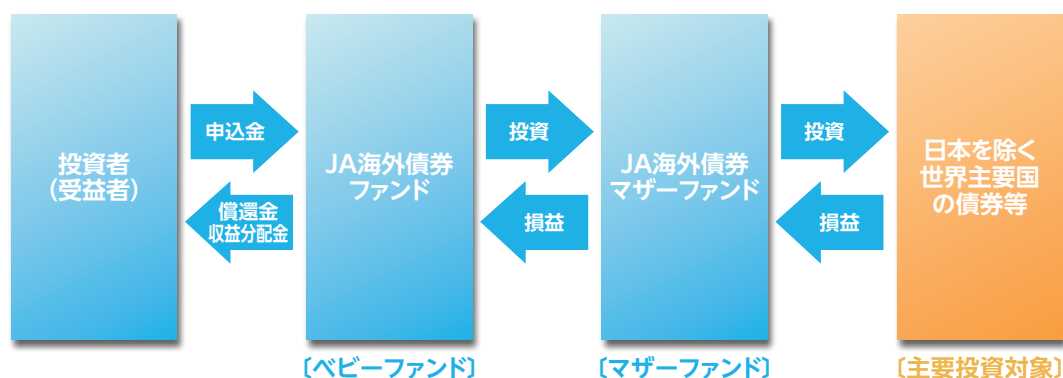 投資者
(受益者)
申込金
償還金
収益分配金
JA海外債券
ファンド
投資
損益
JA海外債券
マザーファンド
投資
損益
日本を除く
世界主要国
の債券等
〔ベビーファンド〕
〔マザーファンド〕
〔主要投資対象〕